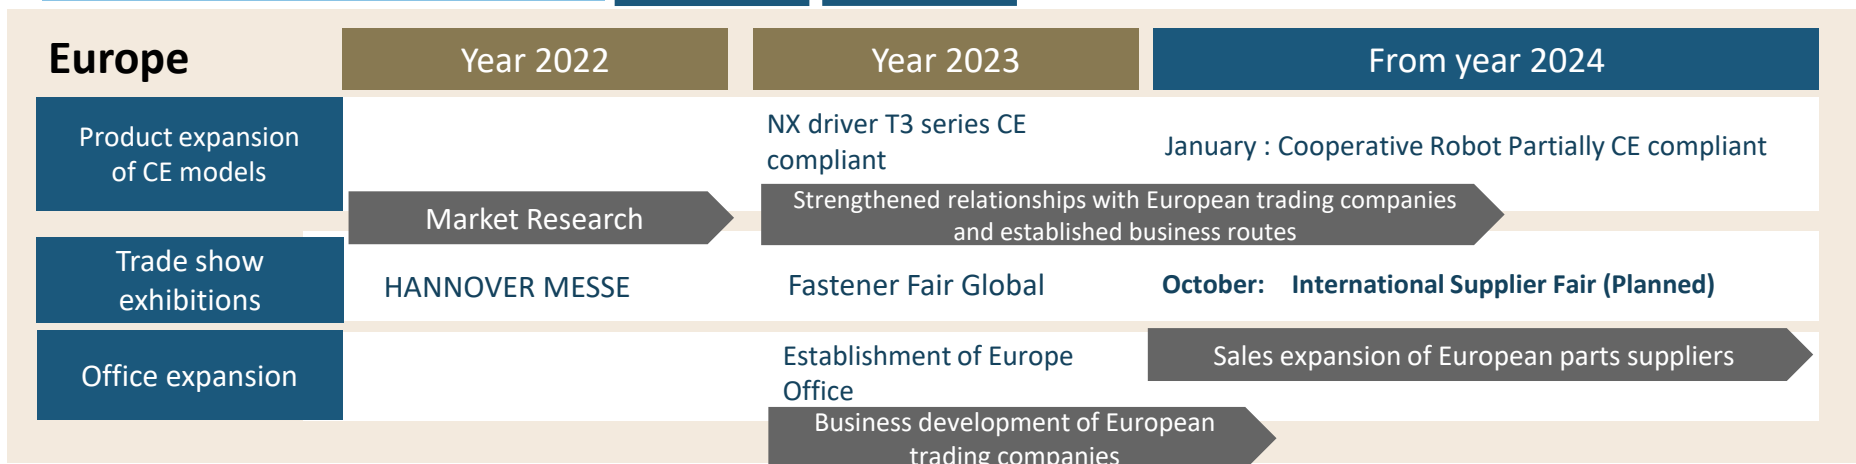 Europe
Year 2022
Year 2023
From year 2024
Product expansion
of CE models
NX driver T3 series CE
compliant
January : Cooperative Robot Partially CE compliant
Market Research
Strengthened relationships with European trading companies
and established business routes
Trade show
exhibitions
HANNOVER MESSE
Fastener Fair Global
October: International Supplier Fair (Planned)
Office expansion
Establishment of Europe
Office
Sales expansion of European parts suppliers
Business development of European
trading companies